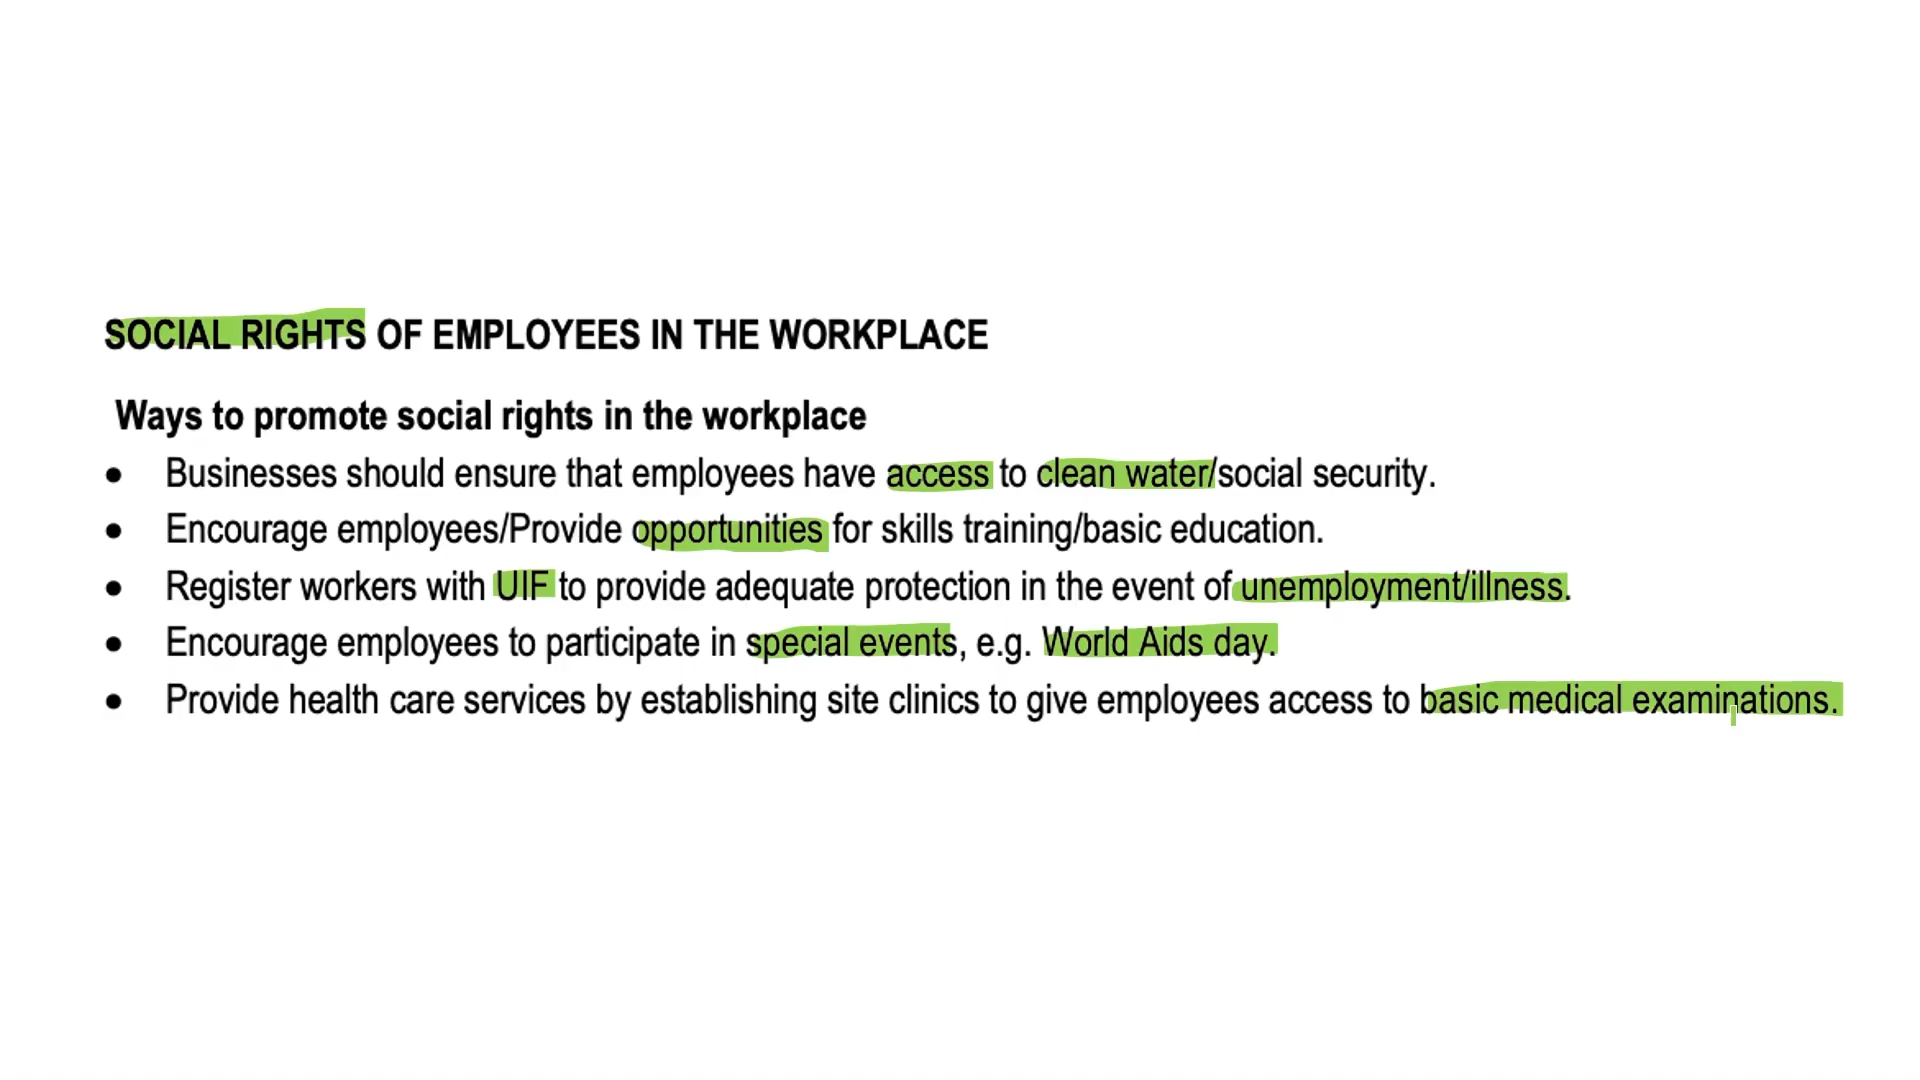 SOCIAL RIGHTS OF EMPLOYEES IN THE WORKPLACE
Ways to promote social rights in the workplace
• Businesses should ensure that employees have access to clean water/social security.
• Encourage employees/Provide opportunities for skills training/basic education.
• Register workers with UIF to provide adequate protection in the event of unemployment/illness.
• Encourage employees to participate in special events, e.g. World Aids day.
• Provide health care services by establishing site clinics to give employees access to basic medical examinations.